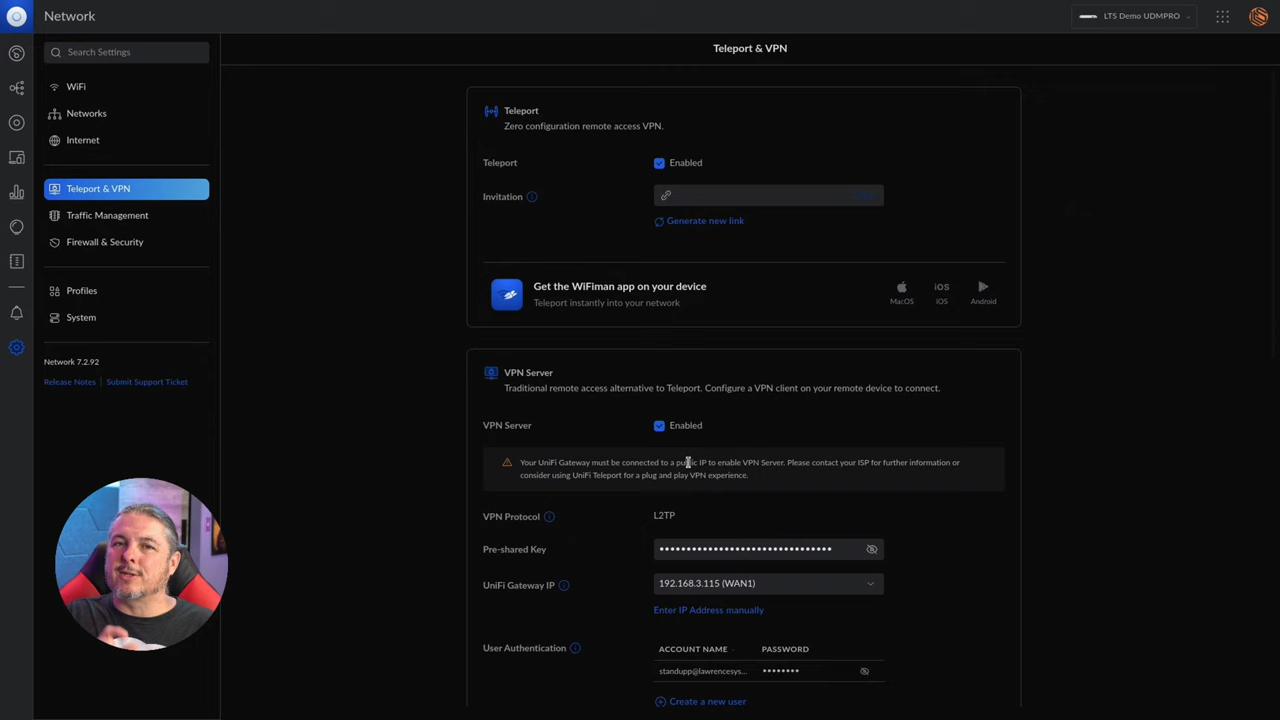 Network
LTS Demo UDMPRO
Search Settings
Teleport & VPN
WiFi
Networks
Internet
Teleport & VPN
Traffic Management
Firewall & Security
Profiles
System
Network 7.2.92
Release Notes | Submit Support Ticket
Teleport
Zero configuration remote access VPN.
Teleport
Enabled
Invitation
Generate new link
Get the WiFiman app on your device
Teleport instantly into your network
MacOS
iOS
iOS
Android
VPN Server
Traditional remote access alternative to Teleport. Configure a VPN client on your remote device to connect.
VPN Server
Enabled
Your UniFi Gateway must be connected to a public IP to enable VPN Server. Please contact your ISP for further information or
consider using UniFi Teleport for a plug and play VPN experience.
VPN Protocol
L2TP
Pre-shared Key
••••••••••••••••••••••••••••••••
UniFi Gateway IP
192.168.3.115 (WAN1)
Enter IP Address manually
User Authentication
ACCOUNT NAME
PASSWORD
standupp@lawrencesys...
••••••••
Create a new user